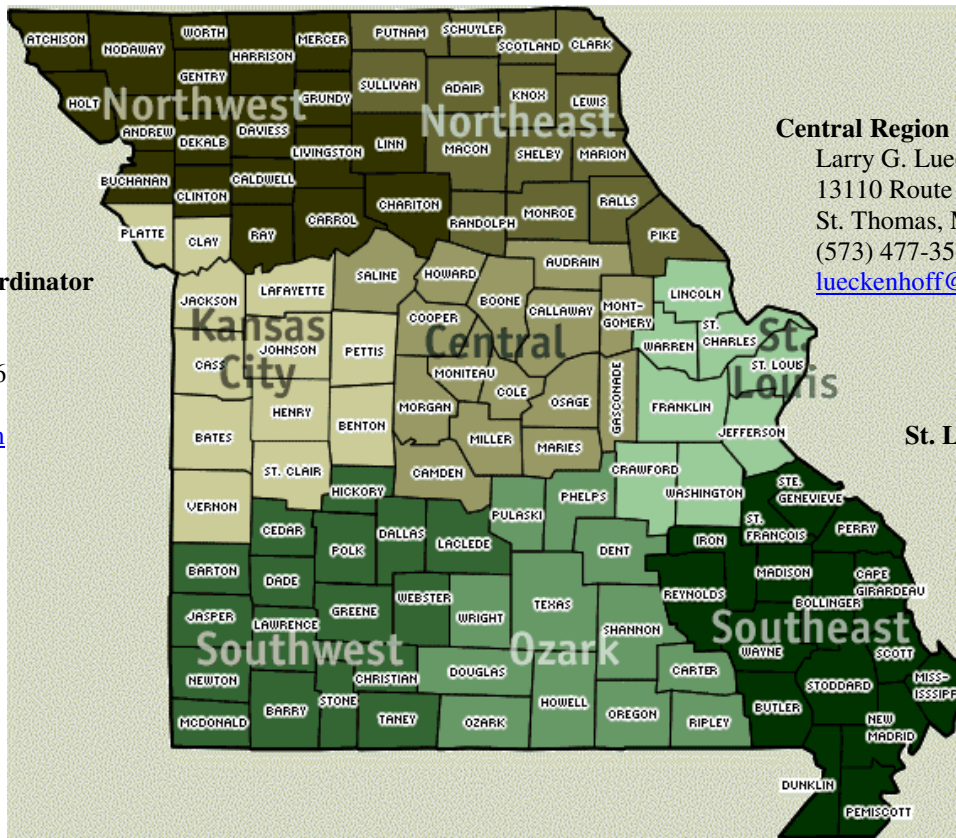 ATCHISON
NODAWAY
WORTH
HARRISON
MERCER
PUTNAM
SCHUYLER
SCOTLAND
CLARK
HOLT
GENTRY
GRUNDY
SULLIVAN
ADAIR
KNOX
LEWIS
Northwest
Northeast
ANDREW
DEKALB
DAVIESS
LIVINGSTON
LINN
MACON
SHELBY
MARION
BUCHANAN
CLINTON
CALDWELL
CARROL
CHARITON
RANDOLPH
MONROE
RALLS
PIKE
PLATTE
CLAY
RAY
Central Region
Larry G. Lue
13110 Route
St. Thomas, M
(573) 477-35
lueckenhoff@
rdinator
6
n
JACKSON
LAFAYETTE
SALINE
HOWARD
BOONE
AUDRAIN
CALLAWAY
MONT-
GOMERY
LINCOLN
WARREN
ST.
CHARLES
ST. LOUIS
Kansas
City
Central
St.
Louis
CASS
JOHNSON
PETTIS
COOPER
MONITEAU
COLE
OSAGE
GASCONADE
FRANKLIN
JEFFERSON
BATES
HENRY
BENTON
MORGAN
MILLER
MARIES
St. L
VERNON
ST. CLAIR
HICKORY
CAMDEN
PULASKI
PHELPS
CRAWFORD
WASHINGTON
STE.
GENEVIEVE
ST.
FRANCOIS
PERRY
CEDAR
POLK
DALLAS
LACLEDE
DENT
IRON
MADISON
CAPE
GIRARDEAU
BARTON
DADE
GREENE
WEBSTER
WRIGHT
TEXAS
SHANNON
REYNOLDS
BOLLINGER
JASPER
LAWRENCE
Southwest
Ozark
Southeast
WAYNE
SCOTT
NEWTON
CHRISTIAN
DOUGLAS
CARTER
STODDARD
MISS-
ISSSIPP
MCDONALD
BARRY
STONE
TANEY
OZARK
HOWELL
OREGON
RIPLEY
BUTLER
NEW
MADRID
DUNKLIN
PEMISCOTT